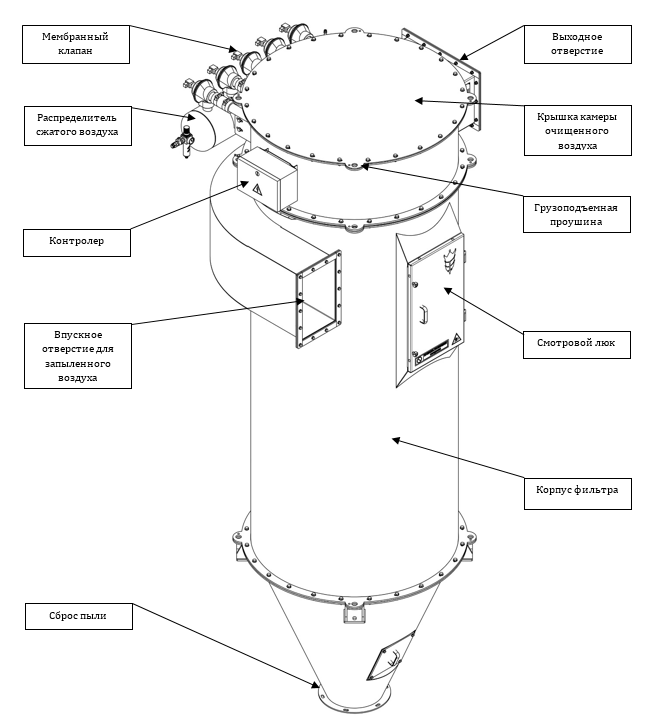 Мембранный
клапан
Распределитель
сжатого воздуха
Контролер
Впускное
отверстие для
запыленного
воздуха
Сброс пыли
Выходное
отверстие
Крышка камеры
очищенного
воздуха
Грузоподъемная
проушина
Смотровой люк
Корпус фильтра